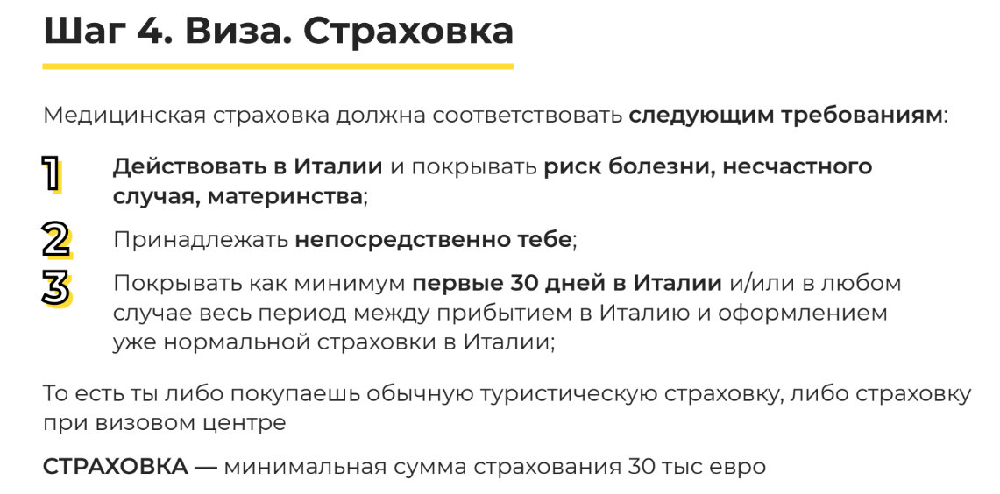 Шаг 4. Виза. Страховка
Медицинская страховка должна соответствовать следующим требованиям:
1 Действовать в Италии и покрывать риск болезни, несчастного
случая, материнства;
2 Принадлежать непосредственно тебе;
3 Покрывать как минимум первые 30 дней в Италии и/или в любом
случае весь период между прибытием в Италию и оформлением
уже нормальной страховки в Италии;
То есть ты либо покупаешь обычную туристическую страховку, либо страховку
при визовом центре
СТРАХОВКА — минимальная сумма страхования 30 тыс евро